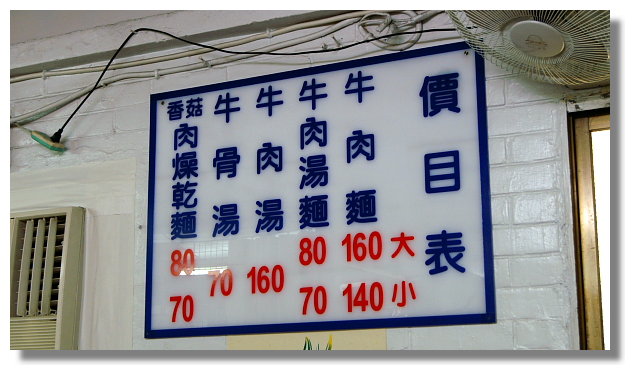 價目表
大
小
牛肉麵 160 140
牛肉湯麵 80 70
牛肉湯 160
牛骨湯 70
香菇肉燥乾麵 80 70